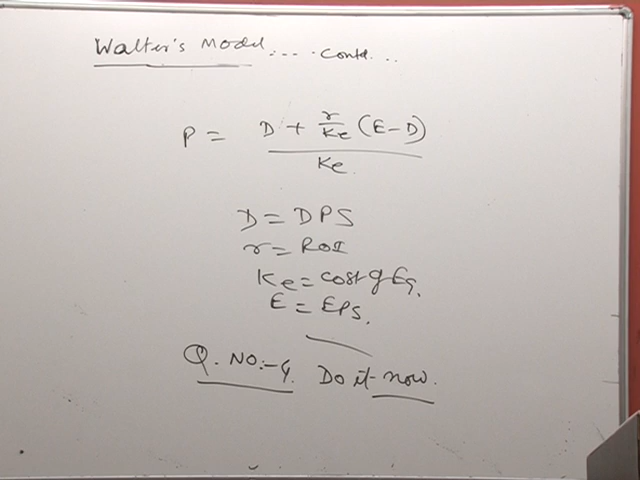 Walter's Model.... contd...
P = D + r/Ke (E-D)
Ke
D = DPS
r = ROI
Ke = cost of Eq.
E = EPS.
Q. NO:-4. Do it now.